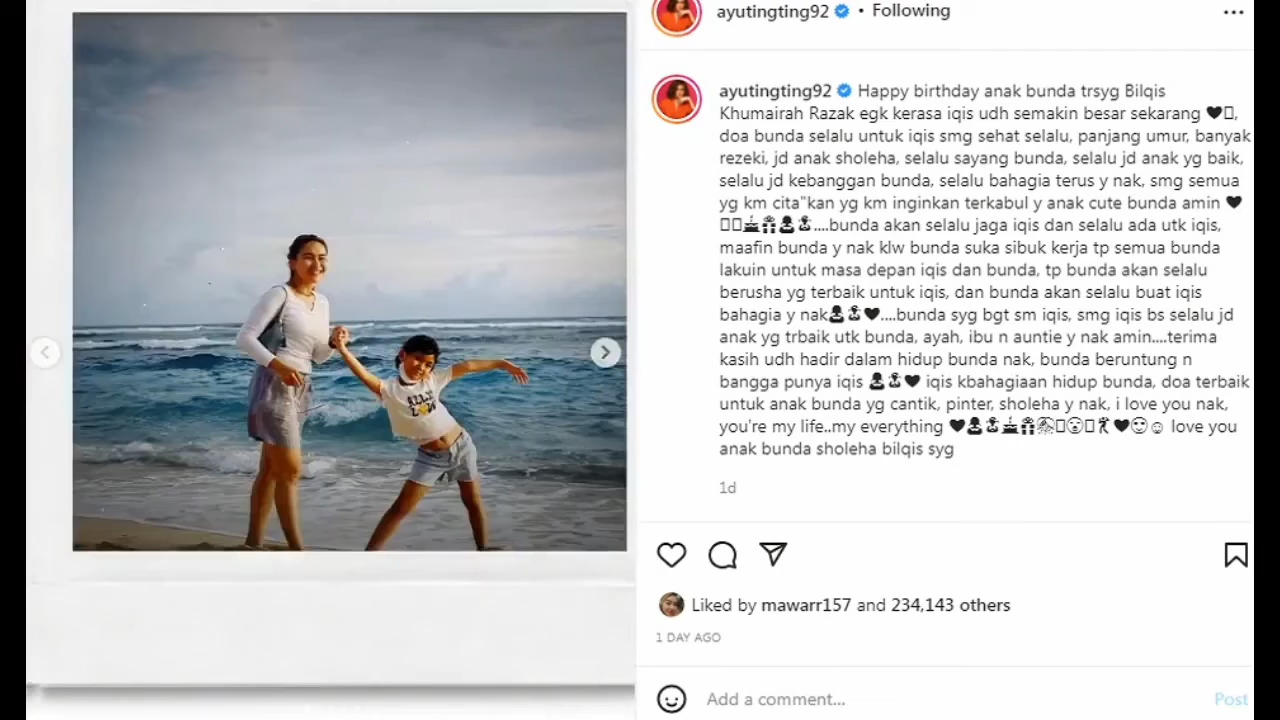 ayutingting92 • Following
ayutingting92 Happy birthday anak bunda trsyg Bilqis
Khumairah Razak egk kerasa iqis udh semakin besar sekarang ♥▯,
doa bunda selalu untuk iqis smg sehat selalu, panjang umur, banyak
rezeki, jd anak sholeha, selalu sayang bunda, selalu jd anak yg baik,
selalu jd kebanggan bunda, selalu bahagia terus y nak, smg semua
yg km cita"kan yg km inginkan terkabul y anak cute bunda amin ♥
....bunda akan selalu jaga iqis dan selalu ada utk iqis,
maafin bunda y nak klw bunda suka sibuk kerja tp semua bunda
lakuin untuk masa depan iqis dan bunda, tp bunda akan selalu
berusha yg terbaik untuk iqis, dan bunda akan selalu buat iqis
bahagia y nak♥....bunda syg bgt sm iqis, smg iqis bs selalu jd
anak yg trbaik utk bunda, ayah, ibu n auntie y nak amin....terima
kasih udh hadir dalam hidup bunda nak, bunda beruntung n
bangga punya iqis ♥ iqis kbahagiaan hidup bunda, doa terbaik
untuk anak bunda yg cantik, pinter, sholeha y nak, i love you nak,
you're my life..my everything ♥ love you
anak bunda sholeha bilqis syg
1d
Liked by mawarr157 and 234,143 others
1 DAY AGO
Add a comment... Post